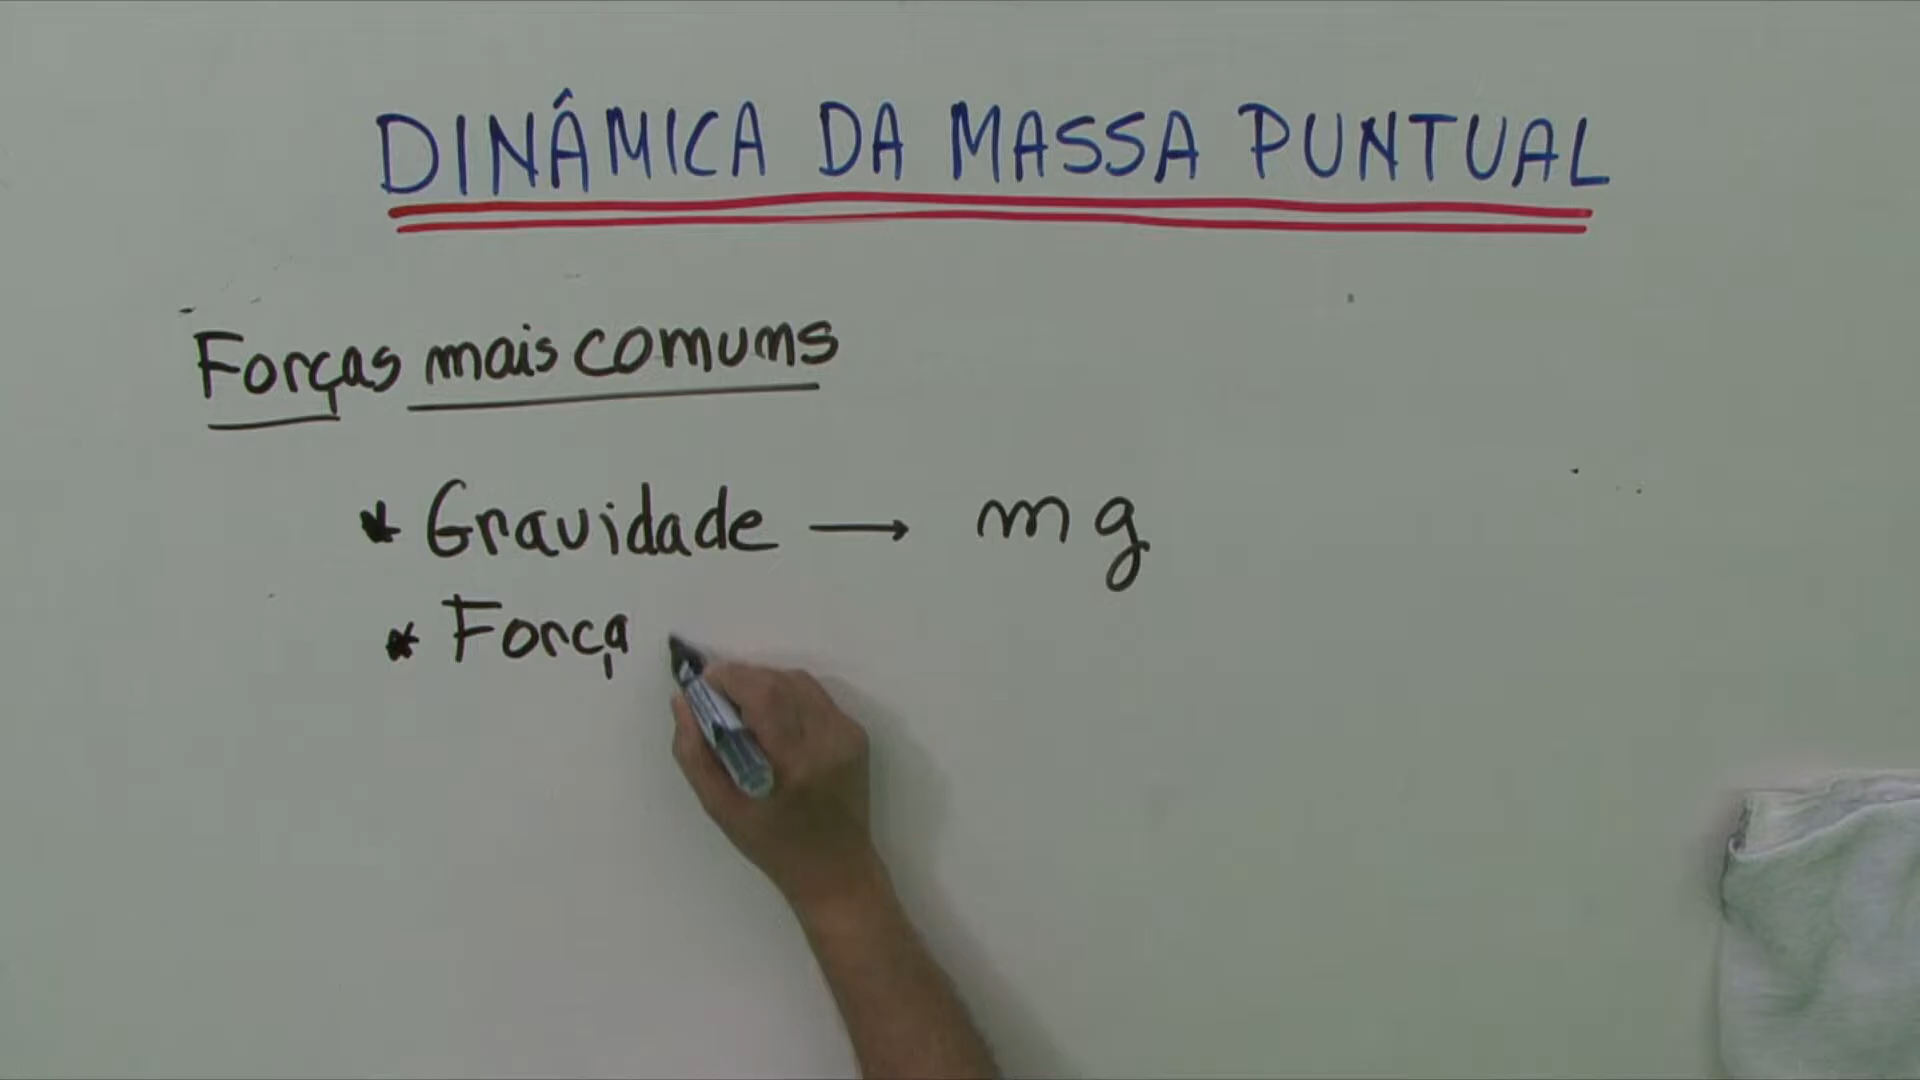 DINÂMICA DA MASSA PUNTUAL
Forças mais comums
* Gravidade → mg
* Força